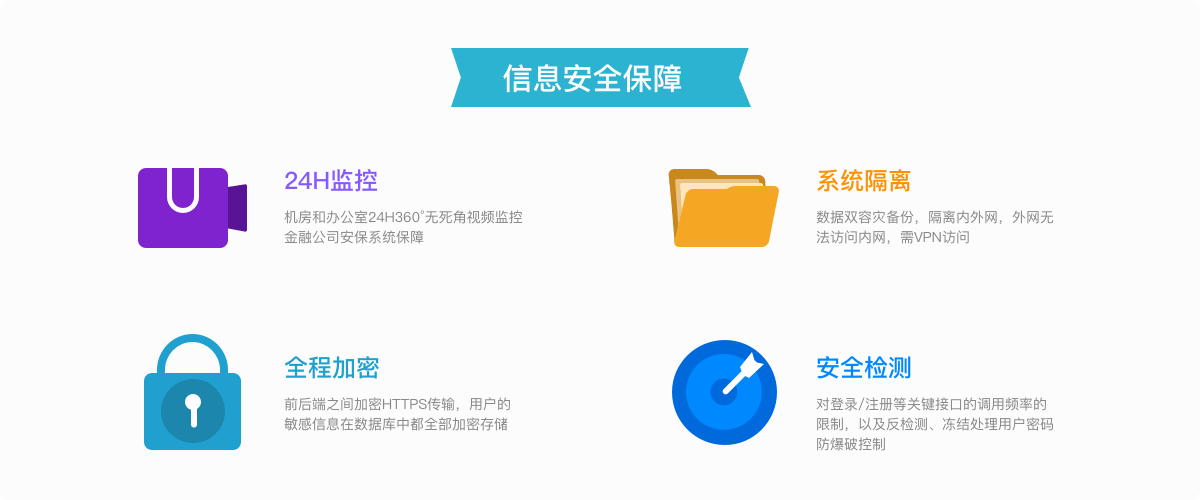 信息安全保障
24H监控
机房和办公室24H360°无死角视频监控
金融公司安保系统保障
系统隔离
数据双容灾备份，隔离内外网，外网无
法访问内网，需VPN访问
全程加密
前后端之间加密HTTPS传输，用户的
敏感信息在数据库中都全部加密存储
安全检测
对登录/注册等关键接口的调用频率的
限制，以及反检测、冻结处理用户密码
防爆破控制